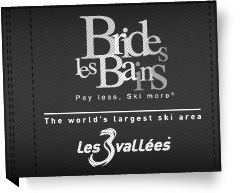 Brides
les
Bains
Pay less, Ski more®
The world's largest ski area
les 3 vallées®